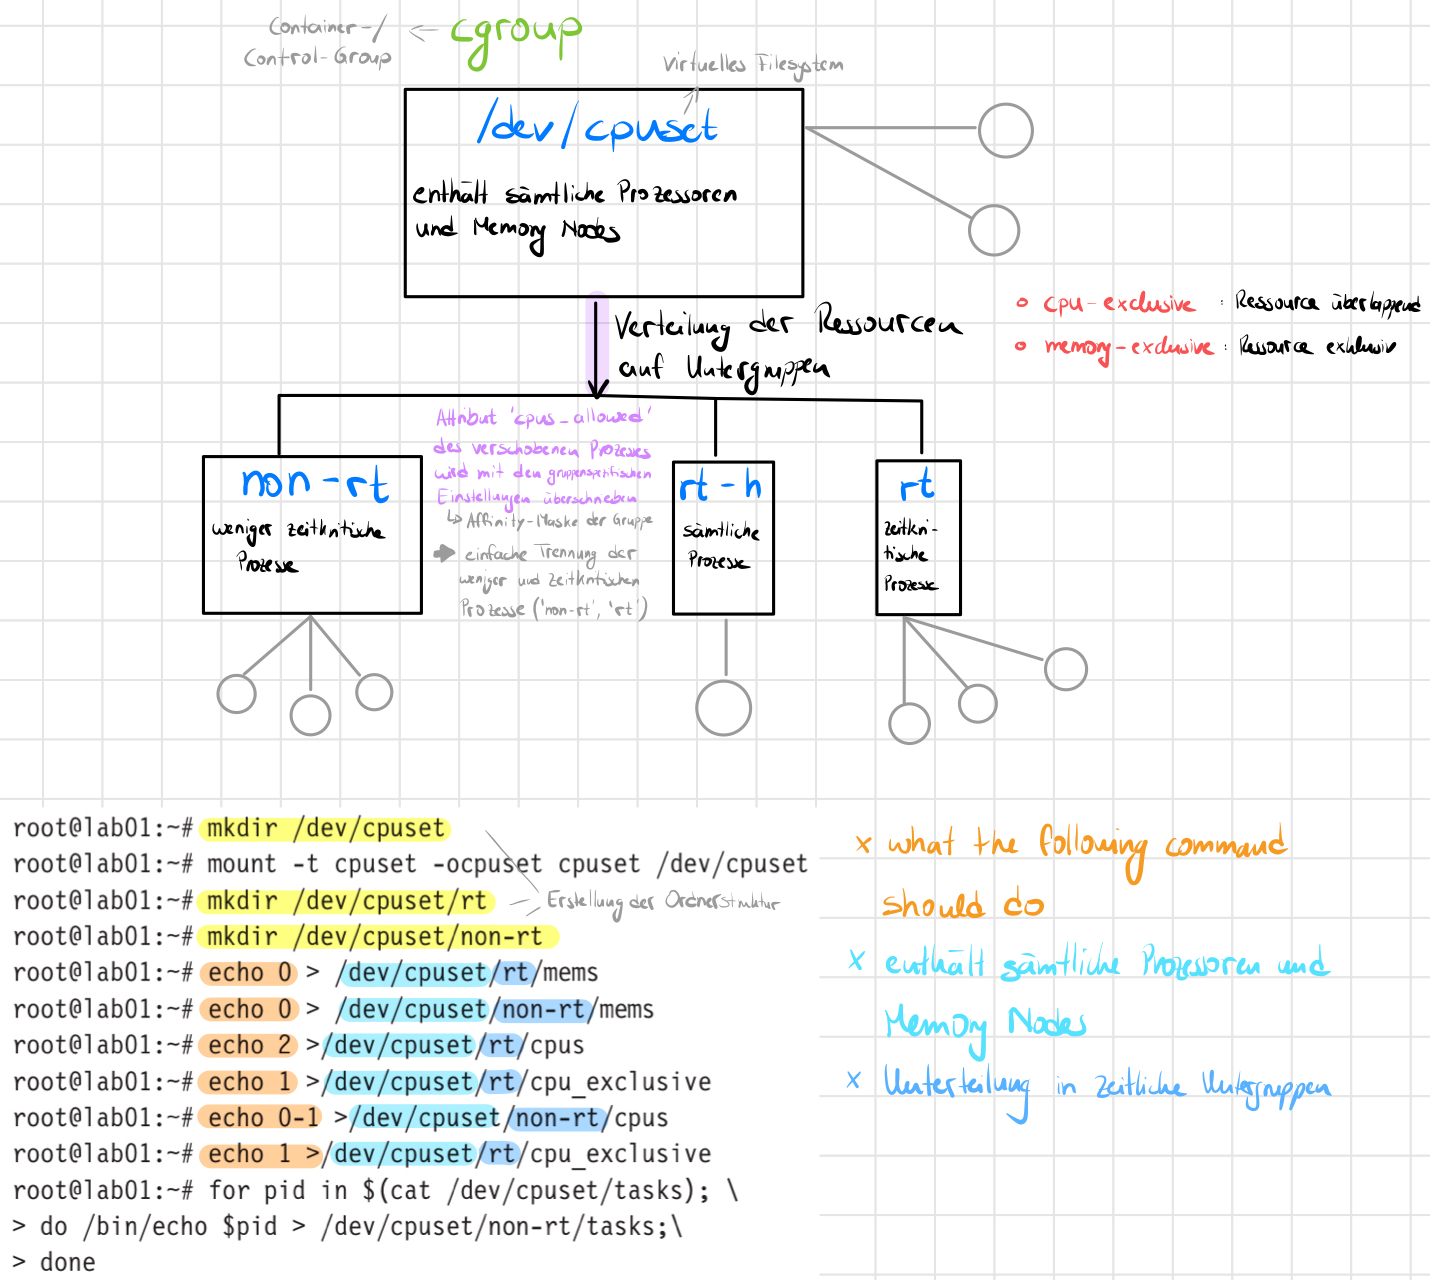 Container-/ ← cgroup
Control-Group
Virtuelles Filesystem
/dev/cpuset
enthält sämtliche Prozessoren
und Memory Nodes
Verteilung der Ressourcen
auf Untergruppen
o cpu-exclusive : Ressource überlappend
o memory-exclusive : Ressource exklusiv
Attribut 'cpus_allowed'
des verschobenen Prozesses
wird mit den gruppenspezifischen
Einstellungen überschrieben
↳ Affinity-Maske der Gruppe
➡ einfache Trennung der
weniger und zeitkritischen
Prozesse ('non-rt', 'rt')
non-rt
weniger zeitkritische
Prozesse
rt-h
sämtliche
Prozesse
rt
zeitkri-
tische
Prozesse
root@lab01:~# mkdir /dev/cpuset
root@lab01:~# mount -t cpuset -ocpuset cpuset /dev/cpuset
root@lab01:~# mkdir /dev/cpuset/rt
Erstellung der Ordnerstruktur
root@lab01:~# mkdir /dev/cpuset/non-rt
root@lab01:~# echo 0 > /dev/cpuset/rt/mems
root@lab01:~# echo 0 > /dev/cpuset/non-rt/mems
root@lab01:~# echo 2 >/dev/cpuset/rt/cpus
root@lab01:~# echo 1 >/dev/cpuset/rt/cpu_exclusive
root@lab01:~# echo 0-1 >/dev/cpuset/non-rt/cpus
root@lab01:~# echo 1 >/dev/cpuset/rt/cpu_exclusive
root@lab01:~# for pid in $(cat /dev/cpuset/tasks); \
> do /bin/echo $pid > /dev/cpuset/non-rt/tasks;\
> done
x what the following command
should do
x enthält sämtliche Prozessoren und
Memory Nodes
x Unterteilung in zeitliche Untergruppen